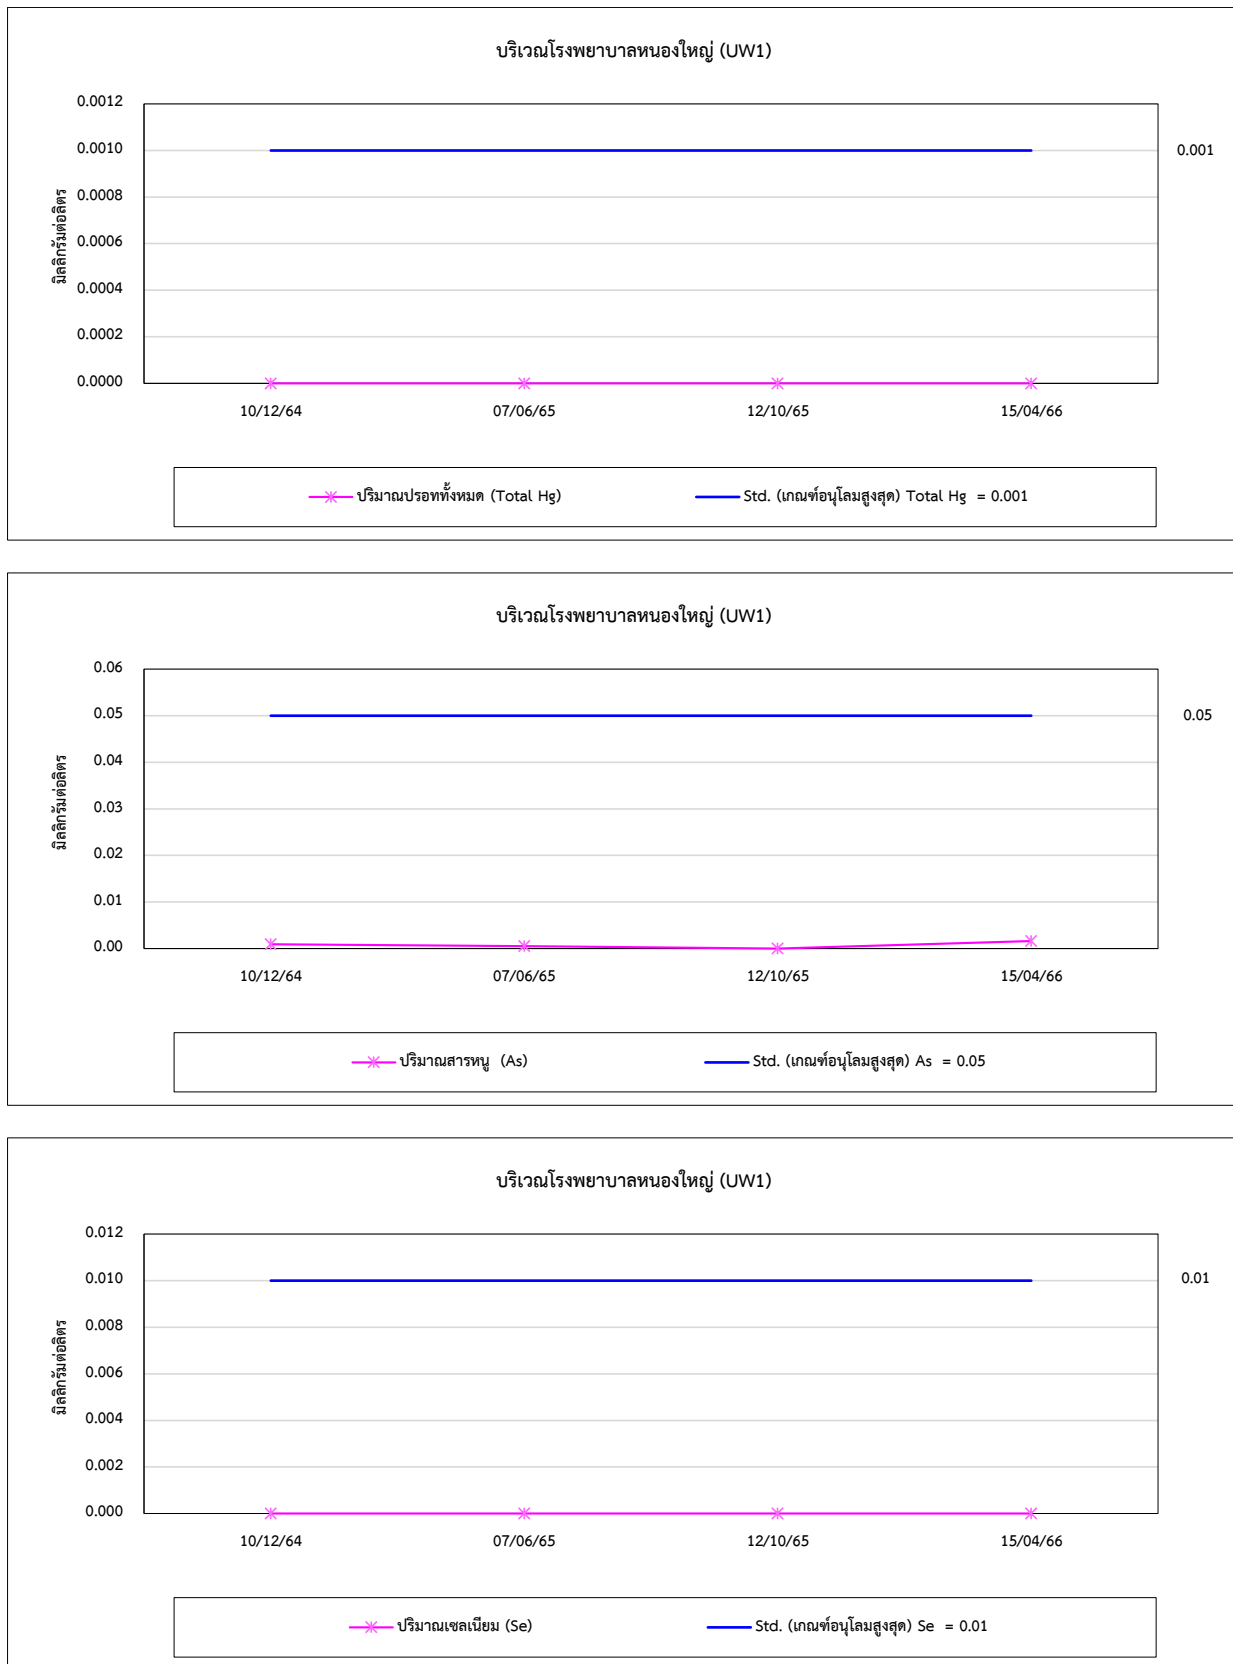 บริเวณโรงพยาบาลหนองใหญ่ (UW1)
0.0012
0.0010
0.001
0.0008
0.0006
0.0004
0.0002
0.0000
มิลลิกรัมต่อลิตร
10/12/64 07/06/65 12/10/65 15/04/66
ปริมาณปรอททั้งหมด (Total Hg) Std. (เกณฑ์อนุโลมสูงสุด) Total Hg = 0.001
บริเวณโรงพยาบาลหนองใหญ่ (UW1)
0.06
0.05
0.05
0.04
0.03
0.02
0.01
0.00
มิลลิกรัมต่อลิตร
10/12/64 07/06/65 12/10/65 15/04/66
ปริมาณสารหนู (As) Std. (เกณฑ์อนุโลมสูงสุด) As = 0.05
บริเวณโรงพยาบาลหนองใหญ่ (UW1)
0.012
0.010
0.01
0.008
0.006
0.004
0.002
0.000
มิลลิกรัมต่อลิตร
10/12/64 07/06/65 12/10/65 15/04/66
ปริมาณเซลเนียม (Se) Std. (เกณฑ์อนุโลมสูงสุด) Se = 0.01